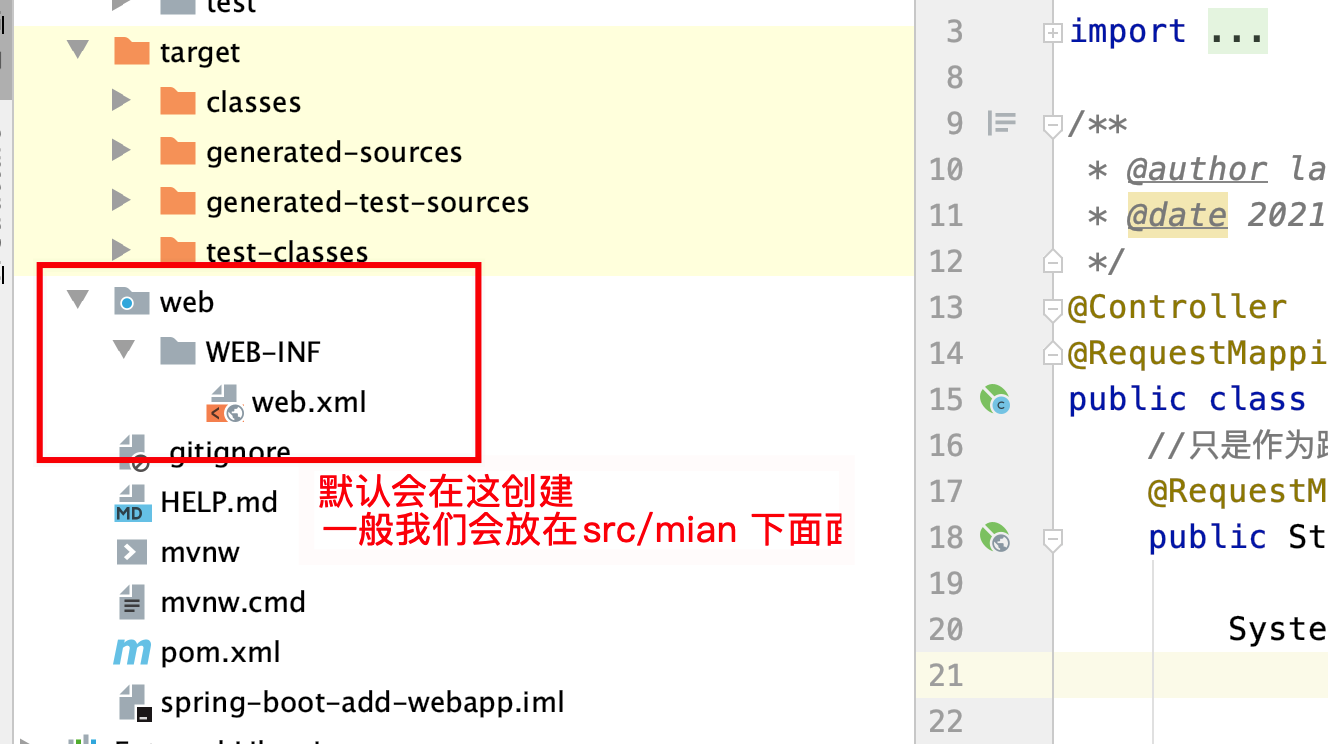 test
target
classes
generated-sources
generated-test-sources
test-classes
web
WEB-INF
web.xml
.gitignore
默认会在这创建
一般我们会放在src/mian 下面
HELP.md
MD
mvnw
mvnw.cmd
m pom.xml
spring-boot-add-webapp.iml
3 import ...
8
9 /**
10 * @author la
11 * @date 2021
12 */
13 @Controller
14 @RequestMappi
15 public class
16 //只是作为
17 @RequestM
18 public St
19
20 Syste
21
22